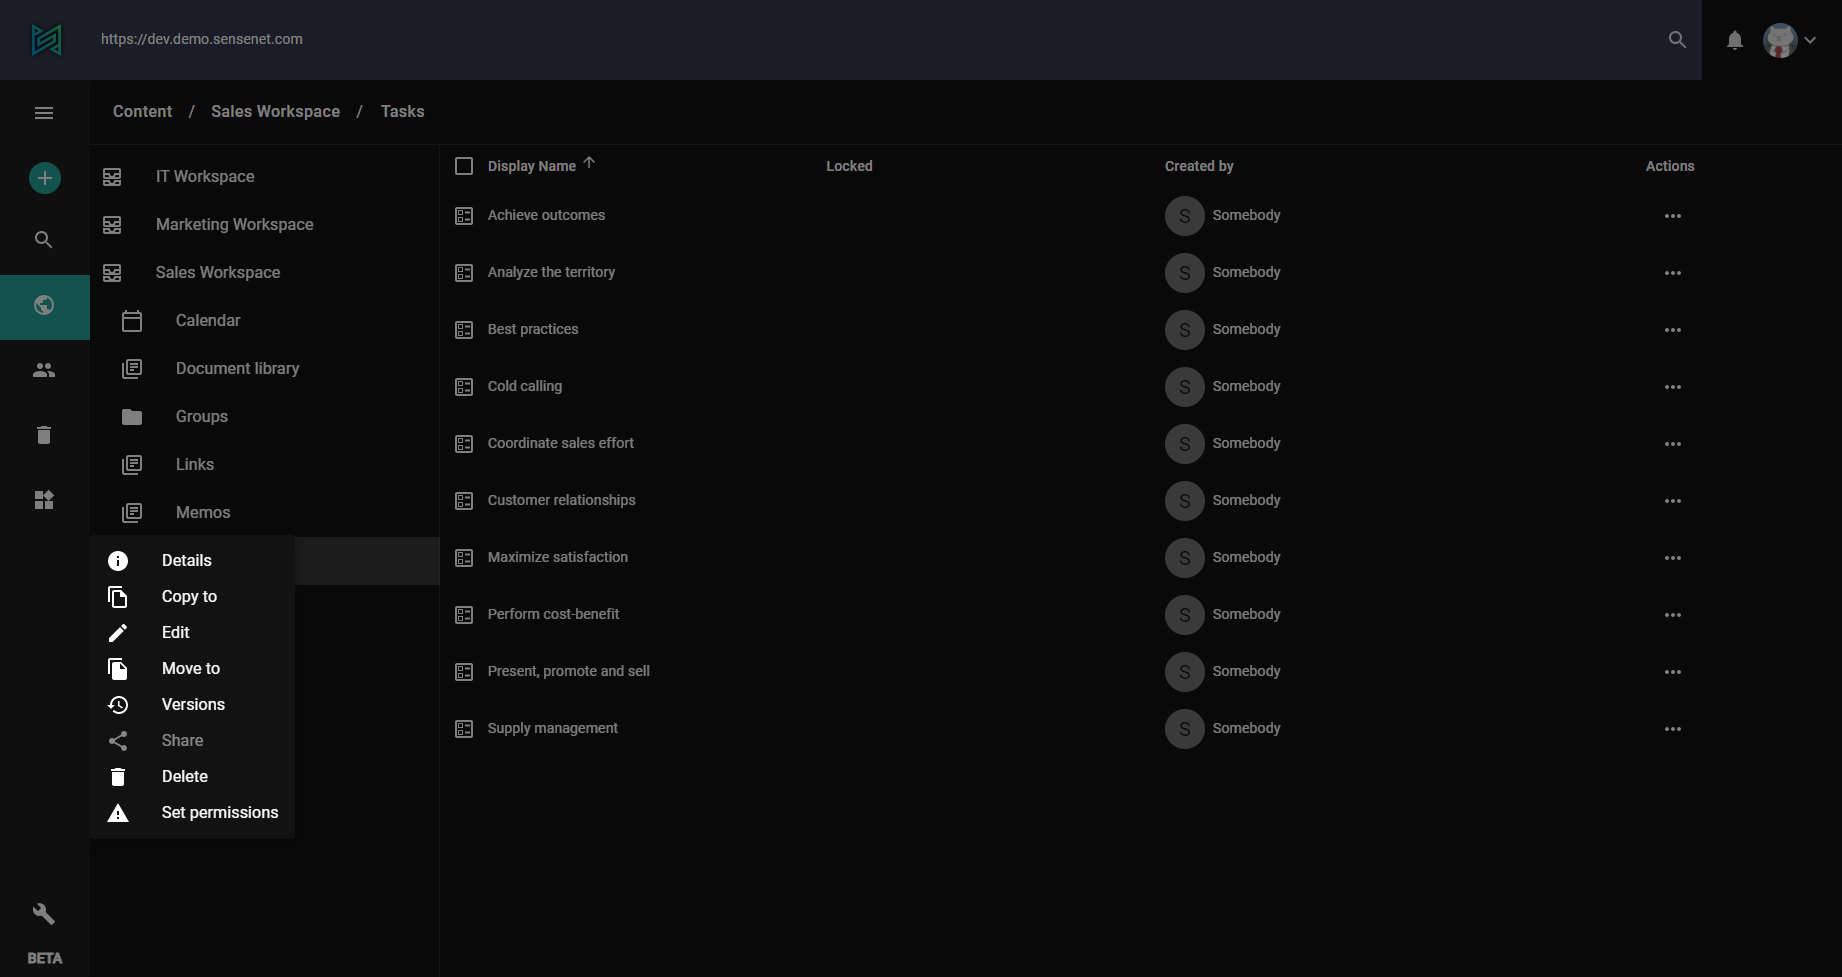 https://dev.demo.sensenet.com
Content / Sales Workspace / Tasks
IT Workspace
Marketing Workspace
Sales Workspace
Calendar
Document library
Groups
Links
Memos
Details
Copy to
Edit
Move to
Versions
Share
Delete
Set permissions
BETA
Display Name Locked Created by Actions
Achieve outcomes S Somebody
Analyze the territory S Somebody
Best practices S Somebody
Cold calling S Somebody
Coordinate sales effort S Somebody
Customer relationships S Somebody
Maximize satisfaction S Somebody
Perform cost-benefit S Somebody
Present, promote and sell S Somebody
Supply management S Somebody